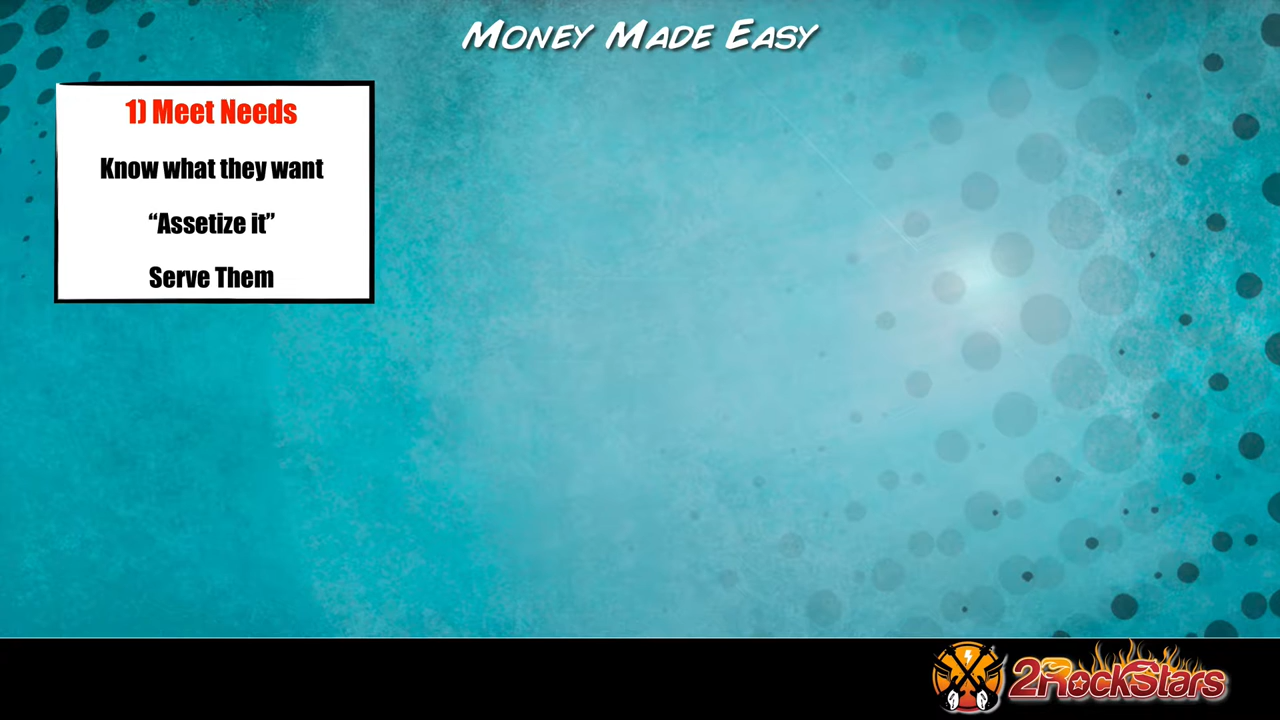 Money Made Easy
1) Meet Needs
Know what they want
“Assetize it”
Serve Them
2RockStars